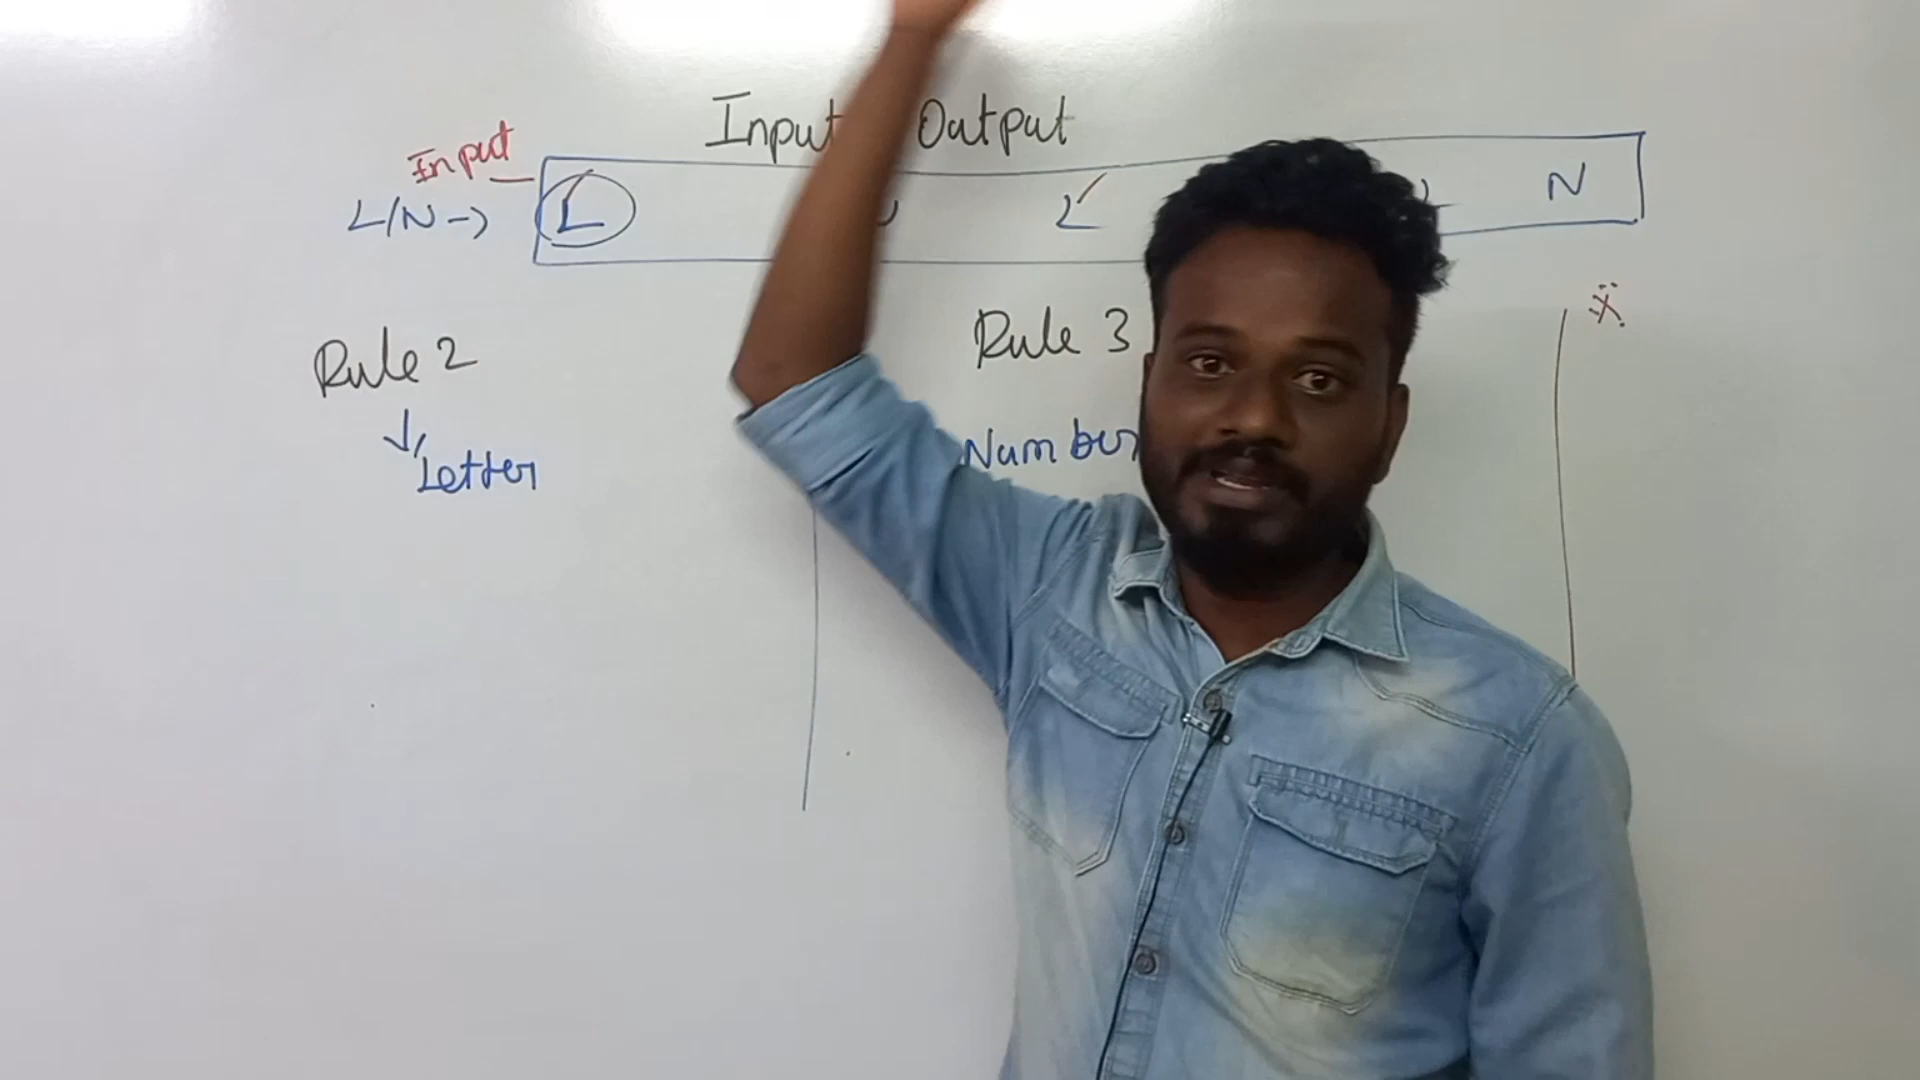 Input Output
Input
L/N → L L N
Rule 2 Rule 3
Letter Number